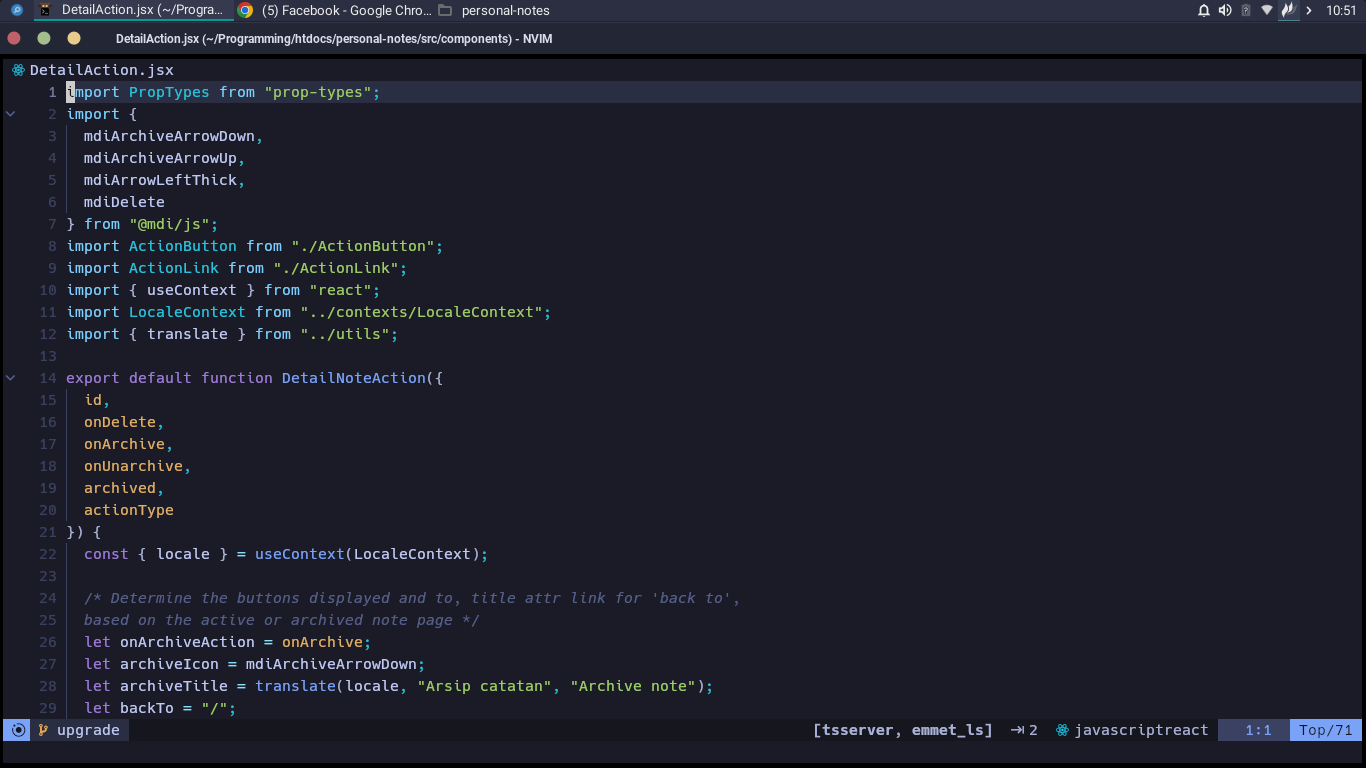 DetailAction.jsx (~/Progra... (5) Facebook - Google Chro... personal-notes 10:51
DetailAction.jsx (~/Programming/htdocs/personal-notes/src/components) - NVIM
DetailAction.jsx
1 import PropTypes from "prop-types";
2 import {
3 mdiArchiveArrowDown,
4 mdiArchiveArrowUp,
5 mdiArrowLeftThick,
6 mdiDelete
7 } from "@mdi/js";
8 import ActionButton from "./ActionButton";
9 import ActionLink from "./ActionLink";
10 import { useContext } from "react";
11 import LocaleContext from "../contexts/LocaleContext";
12 import { translate } from "../utils";
13
14 export default function DetailNoteAction({
15 id,
16 onDelete,
17 onArchive,
18 onUnarchive,
19 archived,
20 actionType
21 }) {
22 const { locale } = useContext(LocaleContext);
23
24 /* Determine the buttons displayed and to, title attr link for 'back to',
25 based on the active or archived note page */
26 let onArchiveAction = onArchive;
27 let archiveIcon = mdiArchiveArrowDown;
28 let archiveTitle = translate(locale, "Arsip catatan", "Archive note");
29 let backTo = "/";
upgrade [tsserver, emmet_ls] 2 javascriptreact 1:1 Top/71